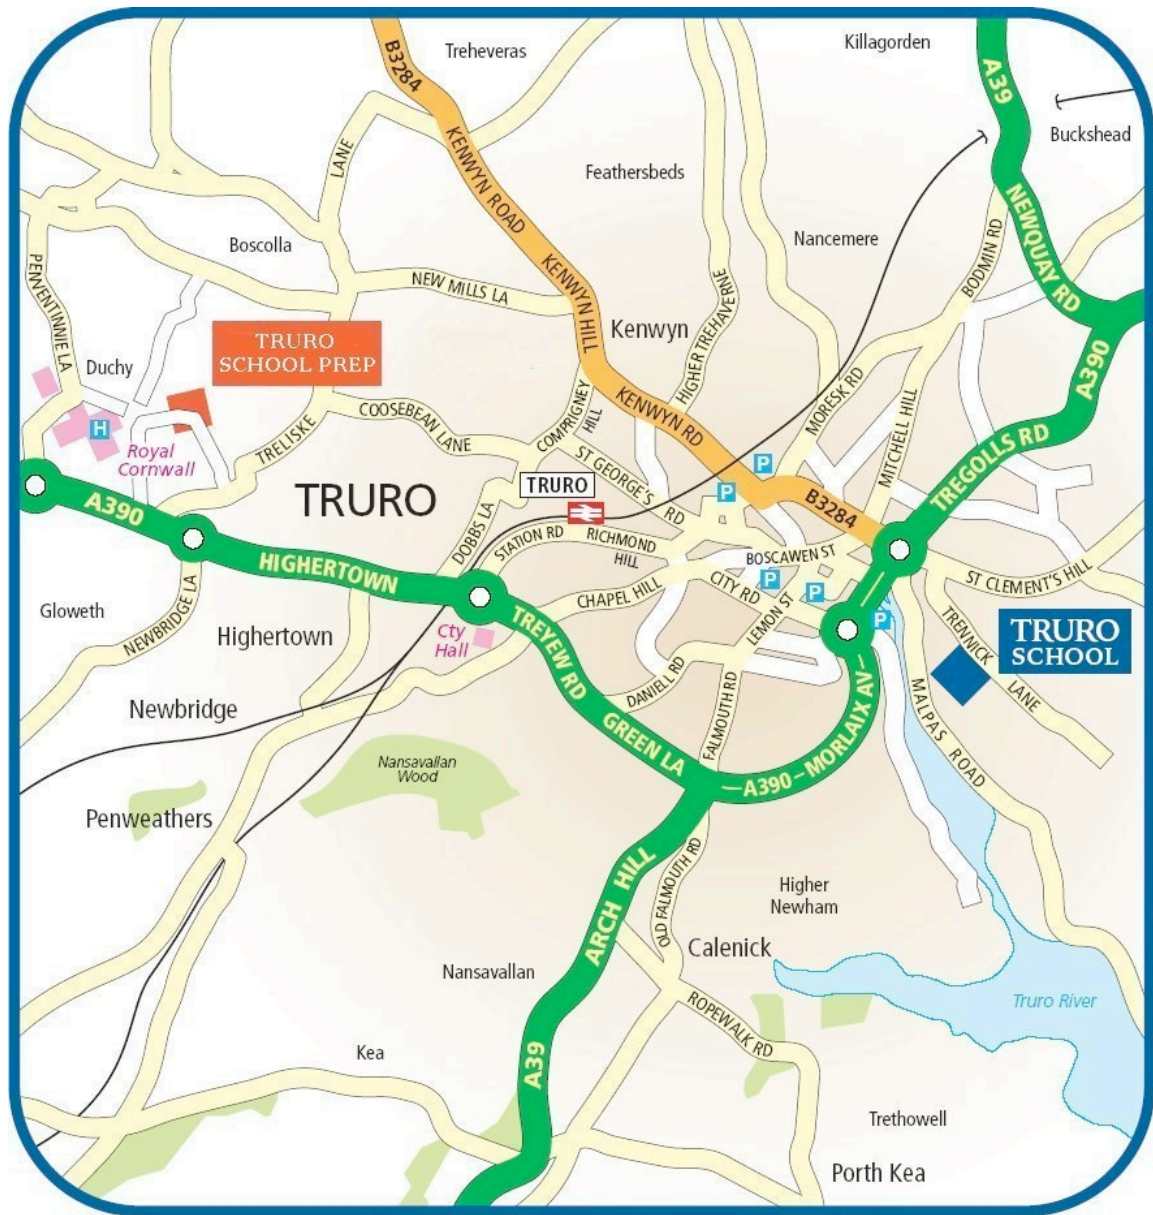 Treheveras
Killagorden
B3284
A39
Buckshead
LANE
KENWYN ROAD
Feathersbeds
NEWQUAY RD
Boscolla
Nancemere
BODMIN RD
PENVENTINNIE LA
NEW MILLS LA
KENWYN HILL
Kenwyn
HIGHER TREHAVERNE
TRURO
SCHOOL PREP
Duchy
A390
MORESK RD
MITCHELL HILL
COOSEBEAN LANE
COMPRIGNEY
HILL
KENWYN RD
H
Royal
Cornwall
TRELISKE
ST GEORGE'S
RD
P
P
TREGOLLS RD
TRURO
TRURO
A390
B3284
DOBBS LA
STATION RD
RICHMOND
HILL
BOSCAWEN ST
HIGHERTOWN
CHAPEL HILL
CITY RD
P
P
P
ST CLEMENT'S HILL
Gloweth
NEWBRIDGE LA
Highertown
Cty
Hall
TREYEW RD
LEMON ST
TRENNICK
LANE
TRURO
SCHOOL
DANIELL RD
FALMOUTH RD
MALPAS ROAD
Newbridge
GREEN LA
A390 – MORLAIX AV
Nansavallan
Wood
Penweathers
ARCH HILL
OLD FALMOUTH RD
Higher
Newham
Calenick
Nansavallan
ROPEWALK RD
Truro River
Kea
A39
Trethowell
Porth Kea